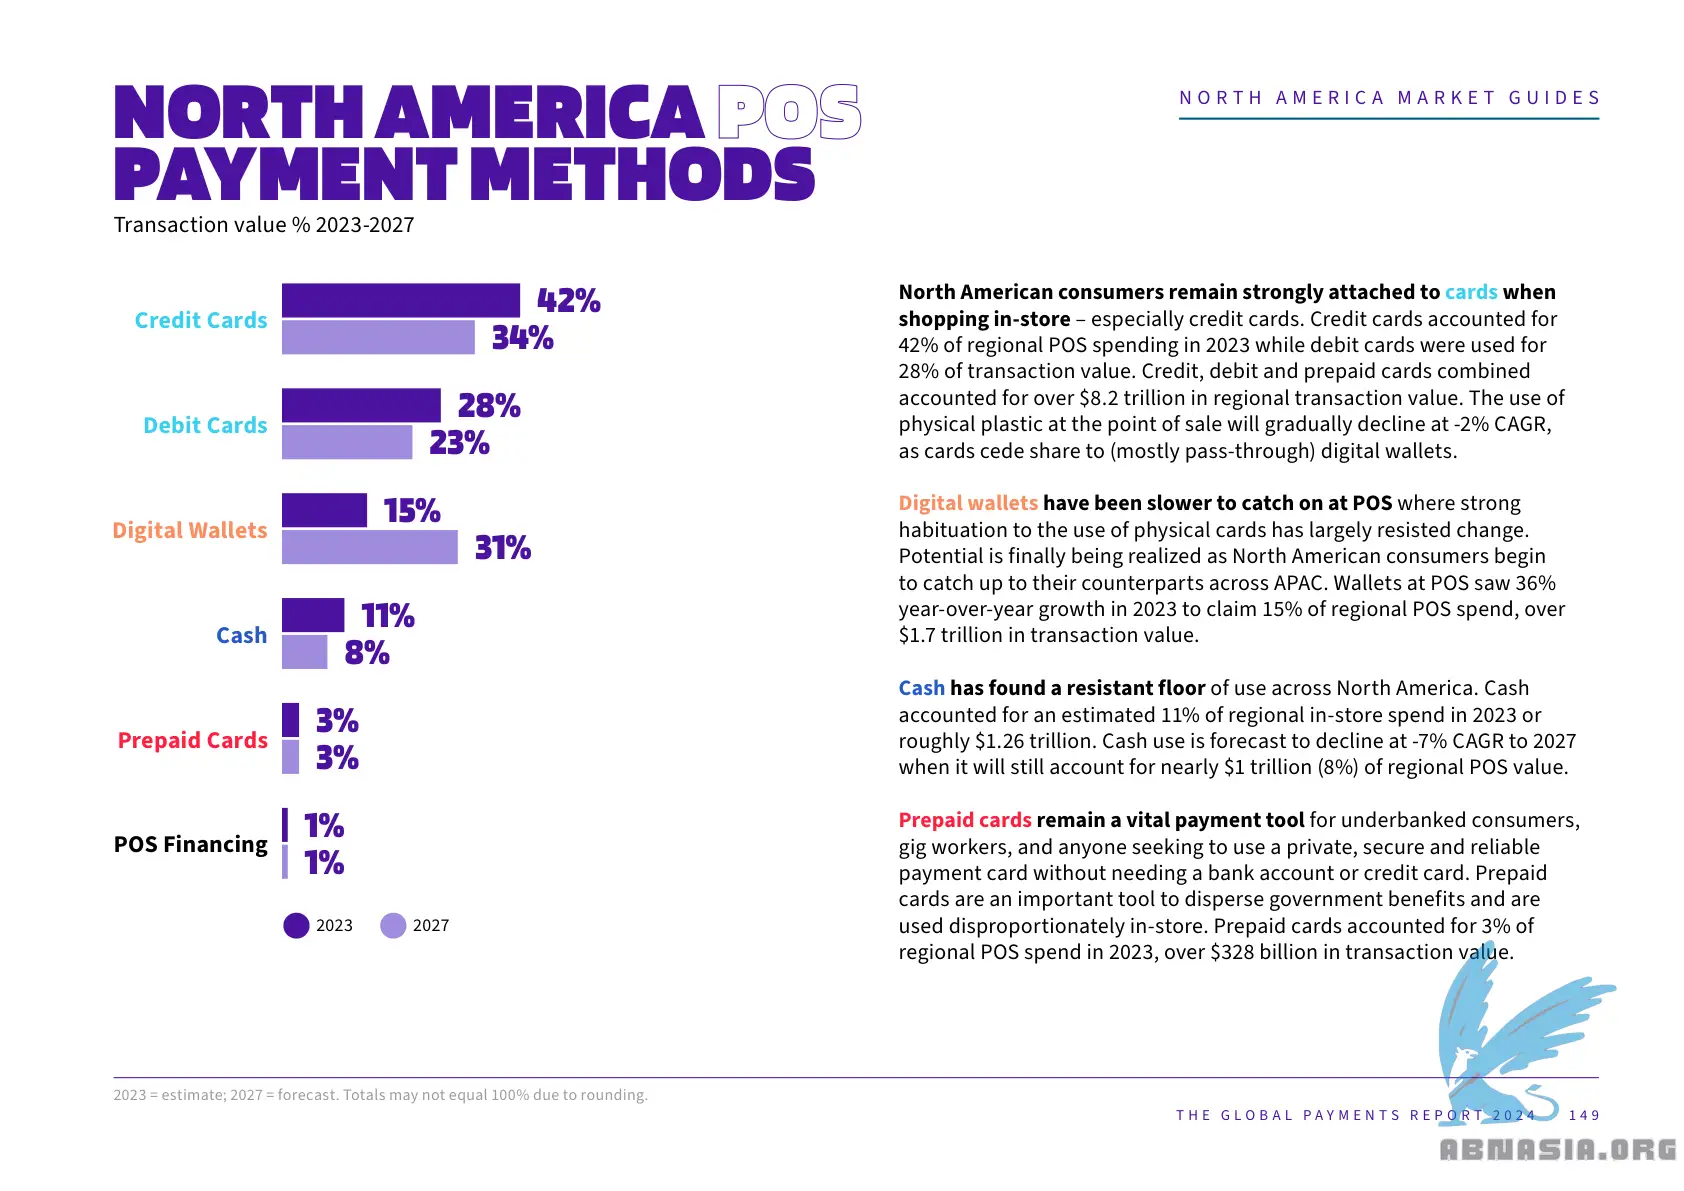 NORTH AMERICA POS
PAYMENT METHODS
Transaction value % 2023-2027
NORTH AMERICA MARKET GUIDES
Credit Cards
42%
34%
Debit Cards
28%
23%
Digital Wallets
15%
31%
Cash
11%
8%
Prepaid Cards
3%
3%
POS Financing
1%
1%
2023
2027
North American consumers remain strongly attached to cards when
shopping in-store – especially credit cards. Credit cards accounted for
42% of regional POS spending in 2023 while debit cards were used for
28% of transaction value. Credit, debit and prepaid cards combined
accounted for over $8.2 trillion in regional transaction value. The use of
physical plastic at the point of sale will gradually decline at -2% CAGR,
as cards cede share to (mostly pass-through) digital wallets.
Digital wallets have been slower to catch on at POS where strong
habituation to the use of physical cards has largely resisted change.
Potential is finally being realized as North American consumers begin
to catch up to their counterparts across APAC. Wallets at POS saw 36%
year-over-year growth in 2023 to claim 15% of regional POS spend, over
$1.7 trillion in transaction value.
Cash has found a resistant floor of use across North America. Cash
accounted for an estimated 11% of regional in-store spend in 2023 or
roughly $1.26 trillion. Cash use is forecast to decline at -7% CAGR to 2027
when it will still account for nearly $1 trillion (8%) of regional POS value.
Prepaid cards remain a vital payment tool for underbanked consumers,
gig workers, and anyone seeking to use a private, secure and reliable
payment card without needing a bank account or credit card. Prepaid
cards are an important tool to disperse government benefits and are
used disproportionately in-store. Prepaid cards accounted for 3% of
regional POS spend in 2023, over $328 billion in transaction value.
2023 = estimate; 2027 = forecast. Totals may not equal 100% due to rounding.
THE GLOBAL PAYMENTS REPORT 2024 149
ABNASIA.ORG